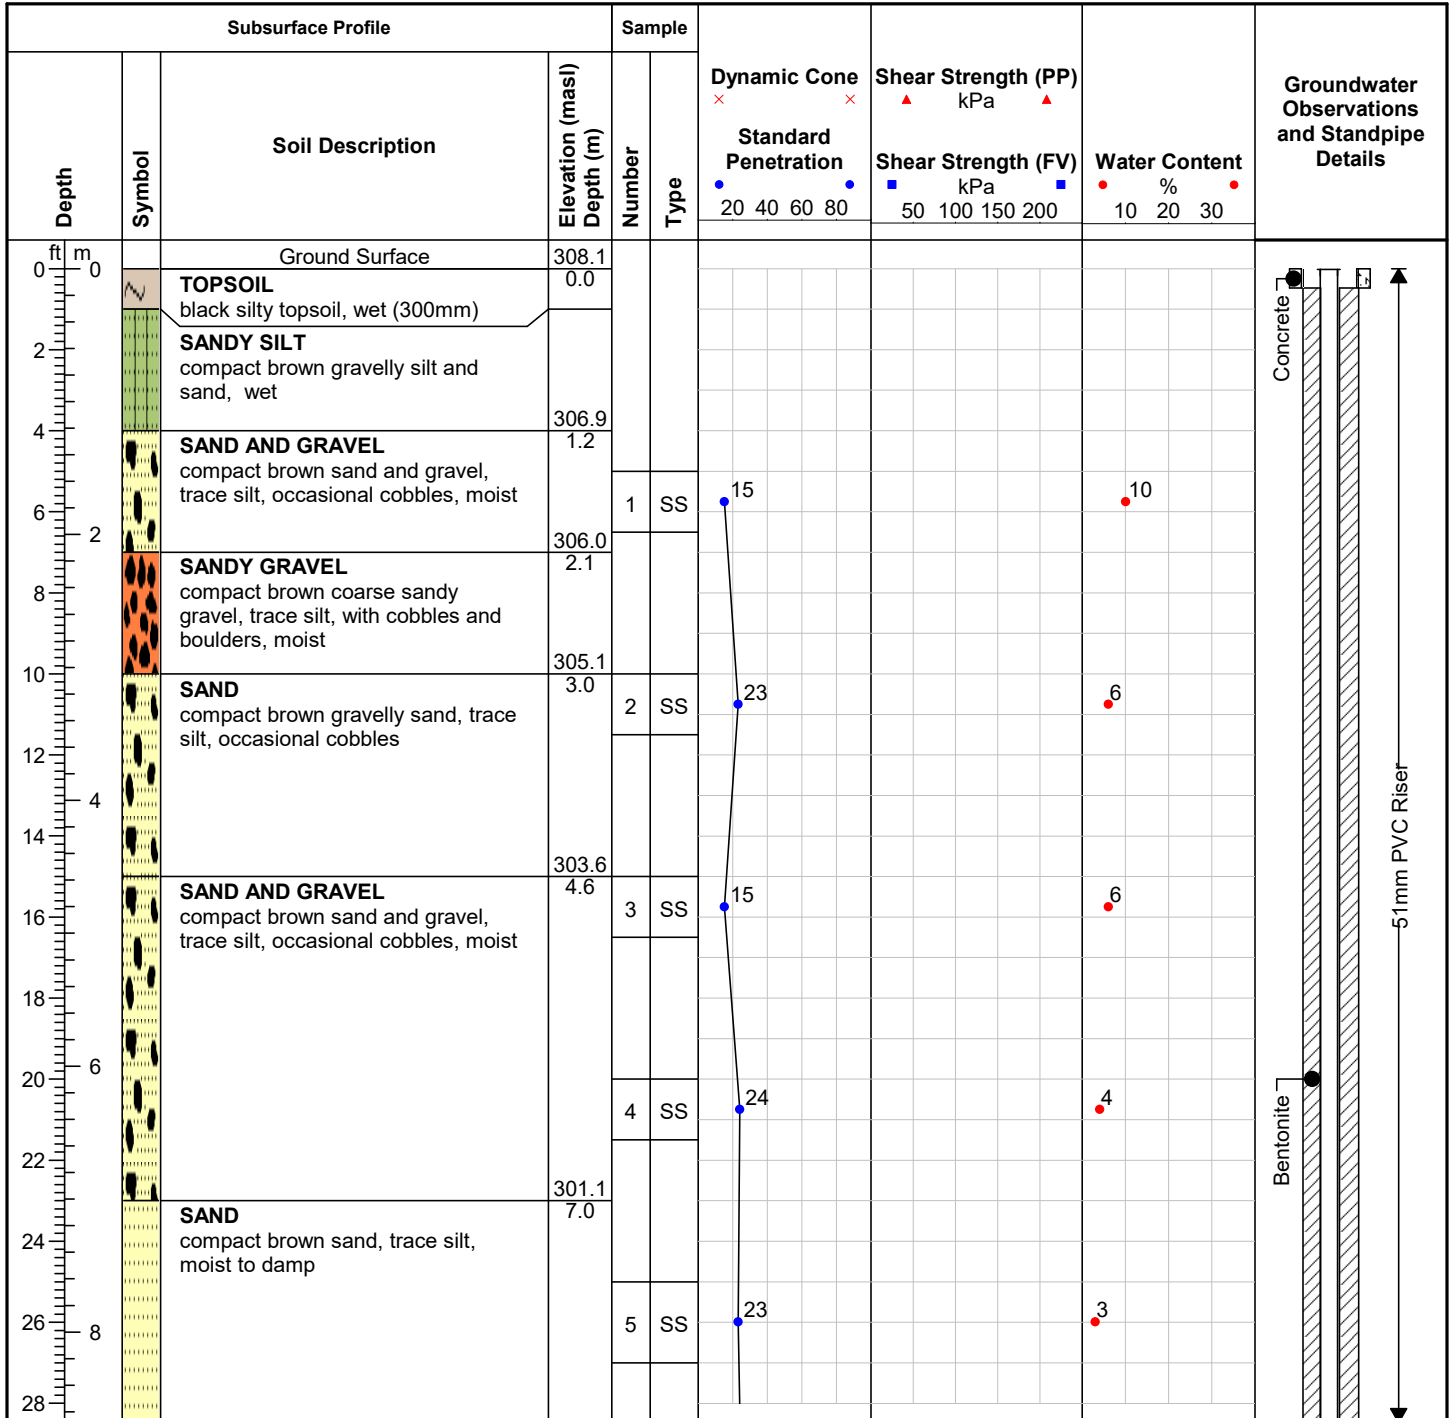 Subsurface Profile
Sample
Depth
Symbol
Soil Description
Elevation (masl)
Depth (m)
Number
Type
Dynamic Cone
Standard
Penetration
20 40 60 80
Shear Strength (PP)
kPa
Shear Strength (FV)
kPa
50 100 150 200
Water Content
%
10 20 30
Groundwater
Observations
and Standpipe
Details
ft m
Ground Surface
308.1
0 0
0.0
TOPSOIL
black silty topsoil, wet (300mm)
SANDY SILT
compact brown gravelly silt and
sand, wet
2
306.9
4
1.2
SAND AND GRAVEL
compact brown sand and gravel,
trace silt, occasional cobbles, moist
1 SS
15
10
6
2
306.0
2.1
SANDY GRAVEL
compact brown coarse sandy
gravel, trace silt, with cobbles and
boulders, moist
8
305.1
10
3.0
SAND
compact brown gravelly sand, trace
silt, occasional cobbles
2 SS
23
6
12
4
14
303.6
4.6
SAND AND GRAVEL
compact brown sand and gravel,
trace silt, occasional cobbles, moist
3 SS
15
6
16
18
6
20
4 SS
24
4
22
301.1
7.0
SAND
compact brown sand, trace silt,
moist to damp
24
5 SS
23
3
26
8
28
Concrete
Bentonite
51mm PVC Riser